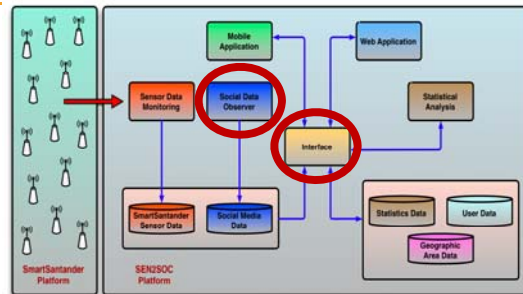 Mobile
Application
Web Application
Sensor Data
Monitoring
Social Data
Observer
Statistical
Analysis
Interface
SmartSantander
Sensor Data
Social Media
Data
Statistics Data
User Data
Geographic
Area Data
SmartSantander
Platform
SEN2SOC
Platform